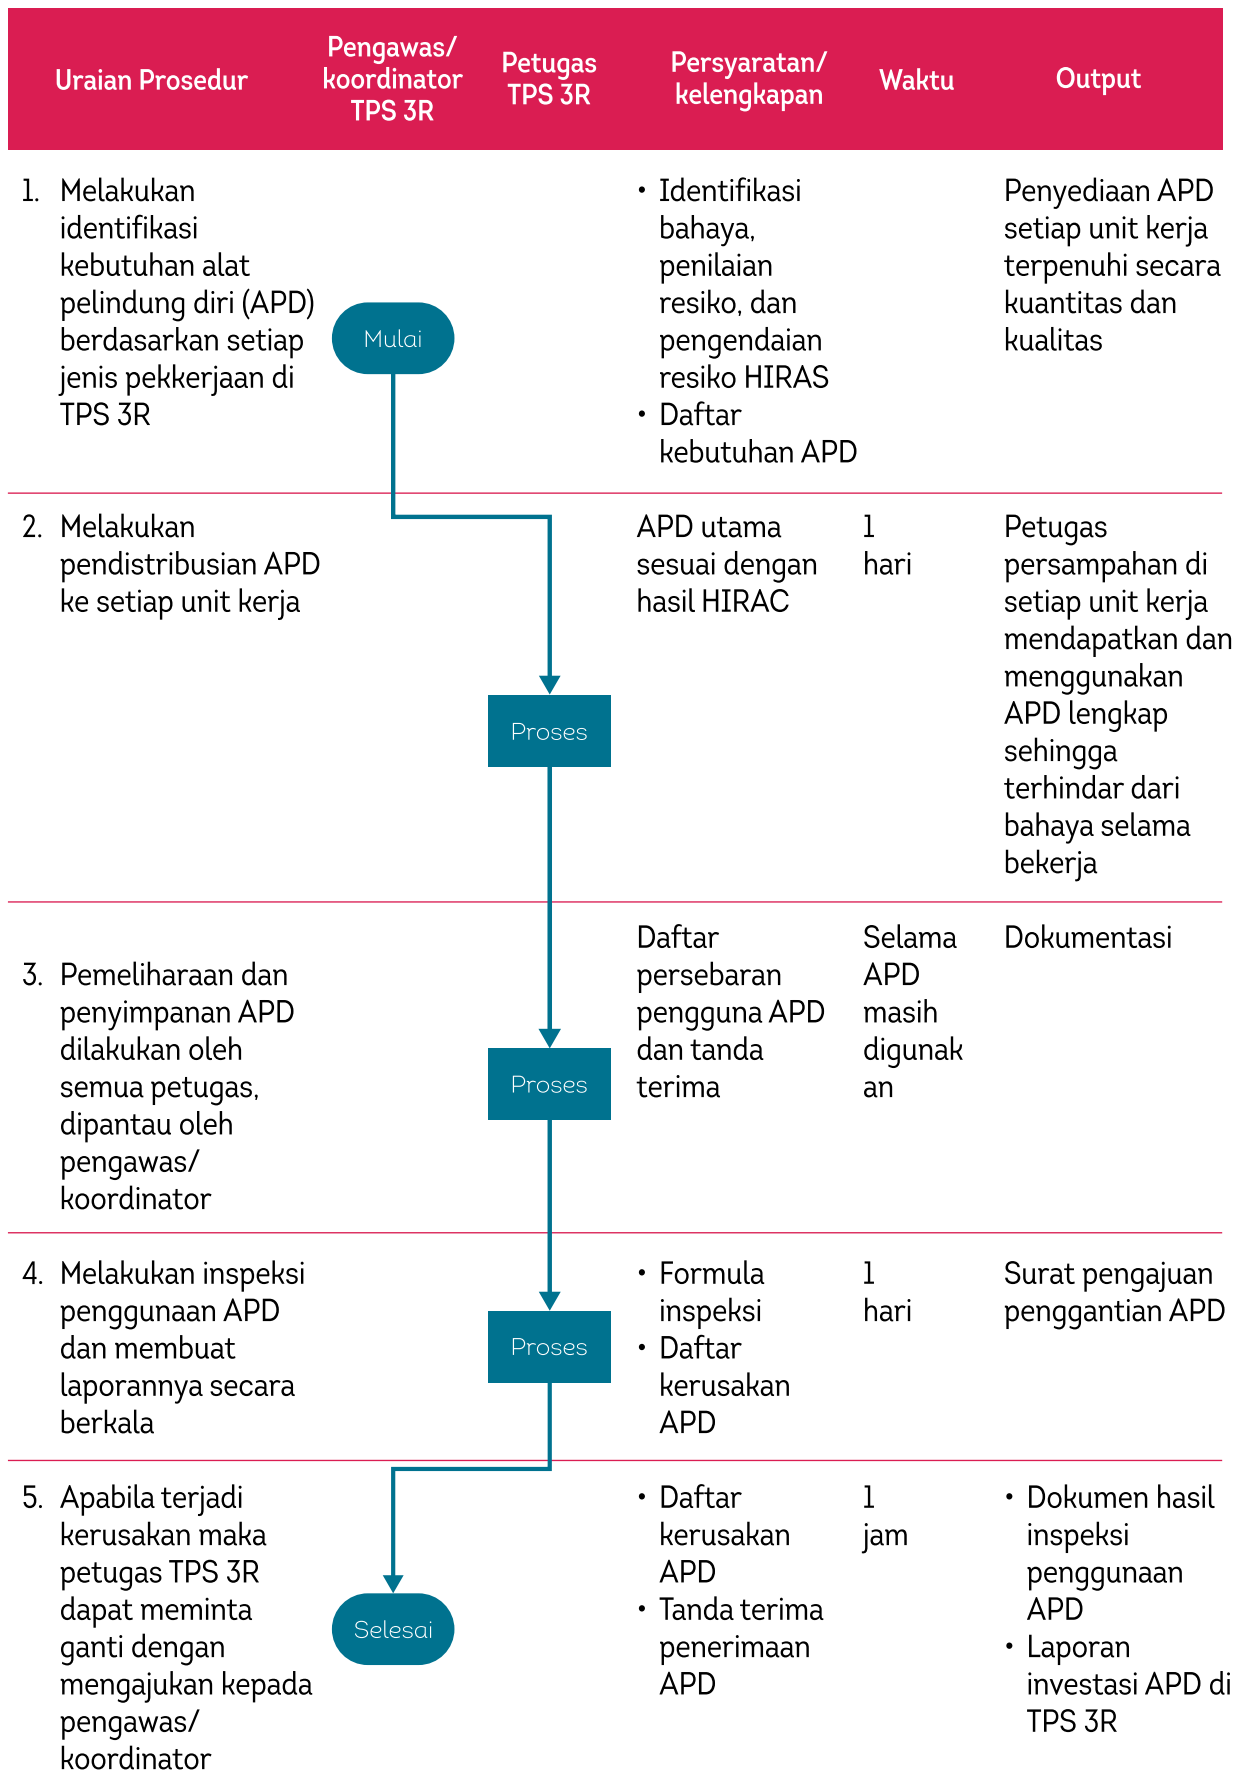 Uraian Prosedur
Pengawas/
koordinator
TPS 3R
Petugas
TPS 3R
Persyaratan/
kelengkapan
Waktu
Output
1. Melakukan
identifikasi
kebutuhan alat
pelindung diri (APD)
berdasarkan setiap
jenis pekkerjaan di
TPS 3R
Mulai
• Identifikasi
bahaya,
penilaian
resiko, dan
pengendaian
resiko HIRAS
• Daftar
kebutuhan APD
Penyediaan APD
setiap unit kerja
terpenuhi secara
kuantitas dan
kualitas
2. Melakukan
pendistribusian APD
ke setiap unit kerja
Proses
APD utama
sesuai dengan
hasil HIRAC
1
hari
Petugas
persampahan di
setiap unit kerja
mendapatkan dan
menggunakan
APD lengkap
sehingga
terhindar dari
bahaya selama
bekerja
3. Pemeliharaan dan
penyimpanan APD
dilakukan oleh
semua petugas,
dipantau oleh
pengawas/
koordinator
Proses
Daftar
persebaran
pengguna APD
dan tanda
terima
Selama
APD
masih
digunak
an
Dokumentasi
4. Melakukan inspeksi
penggunaan APD
dan membuat
laporannya secara
berkala
Proses
• Formula
inspeksi
• Daftar
kerusakan
APD
1
hari
Surat pengajuan
penggantian APD
5. Apabila terjadi
kerusakan maka
petugas TPS 3R
dapat meminta
ganti dengan
mengajukan kepada
pengawas/
koordinator
Selesai
• Daftar
kerusakan
APD
• Tanda terima
penerimaan
APD
1
jam
• Dokumen hasil
inspeksi
penggunaan
APD
• Laporan
investasi APD di
TPS 3R